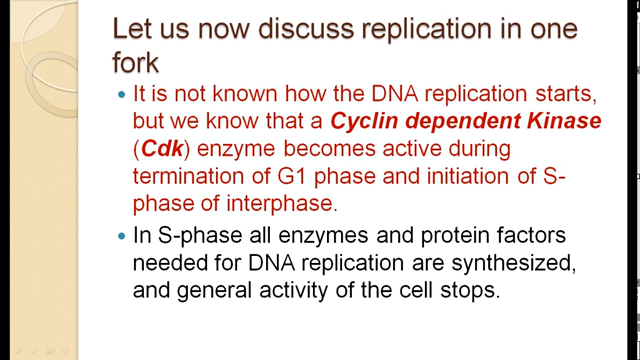 Let us now discuss replication in one
fork
• It is not known how the DNA replication starts,
but we know that a Cyclin dependent Kinase
(Cdk) enzyme becomes active during
termination of G1 phase and initiation of S-
phase of interphase.
• In S-phase all enzymes and protein factors
needed for DNA replication are synthesized,
and general activity of the cell stops.